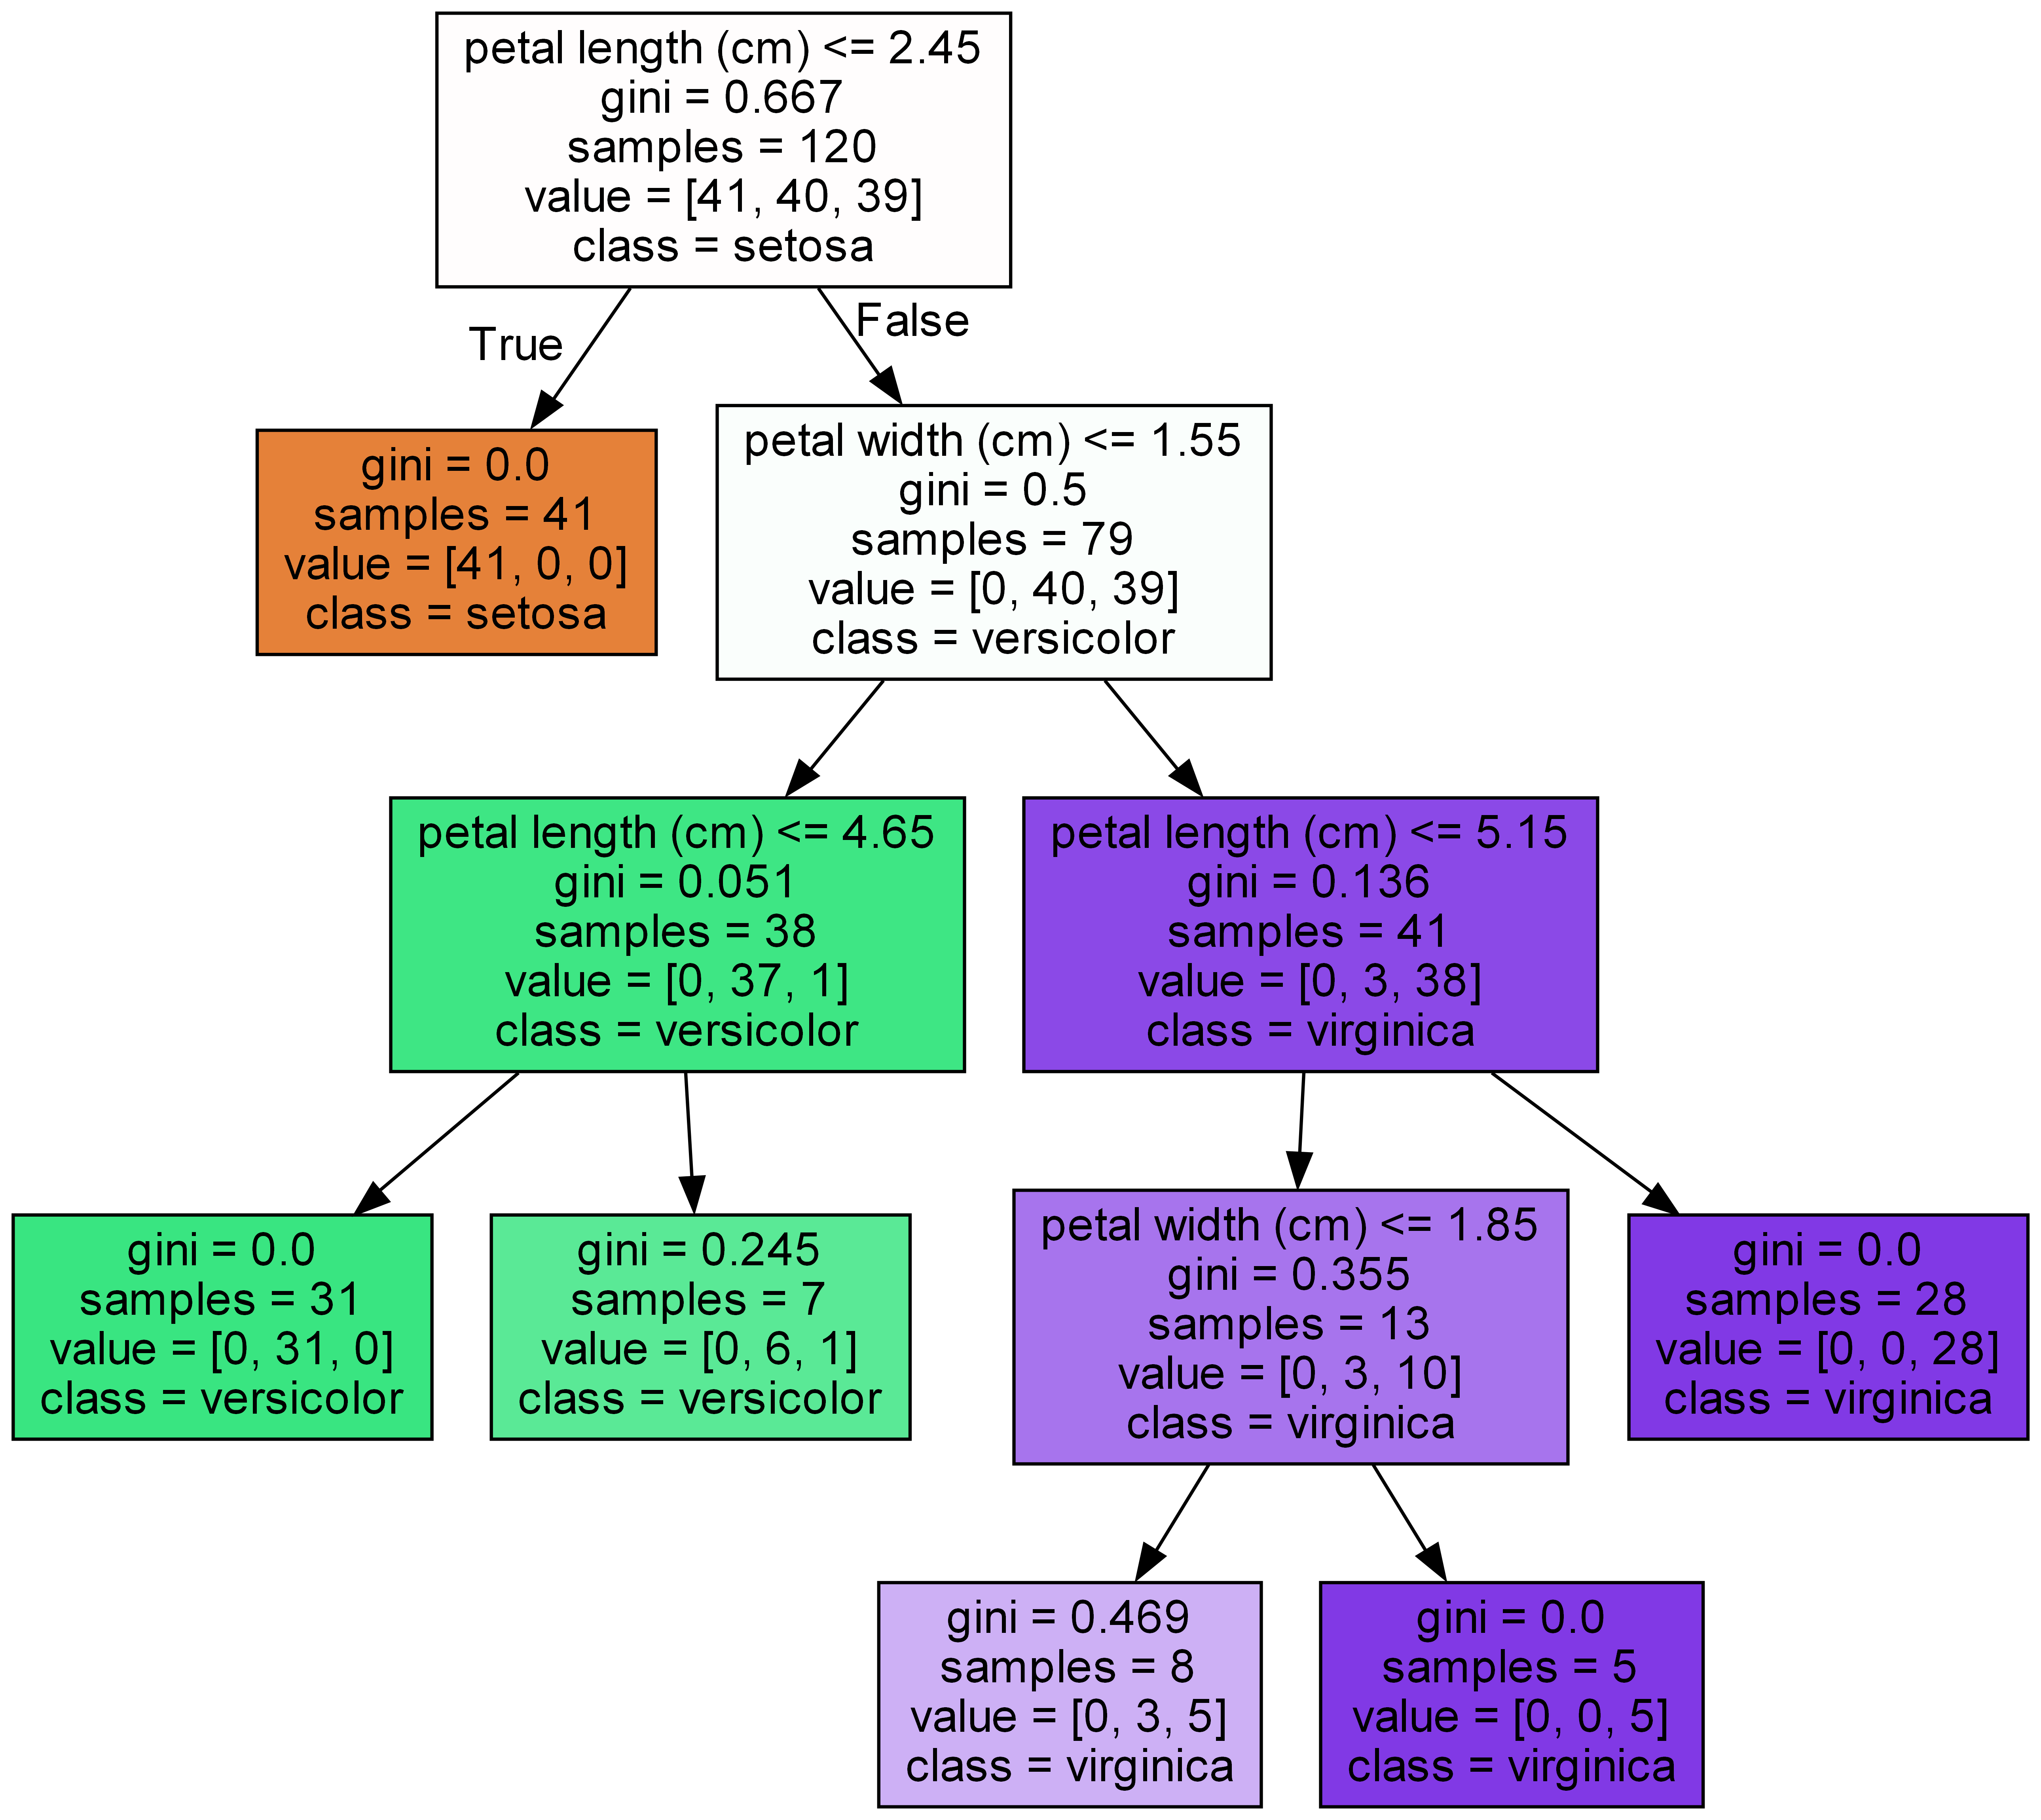 petal length (cm) <= 2.45
gini = 0.667
samples = 120
value = [41, 40, 39]
class = setosa
True
False
gini = 0.0
samples = 41
value = [41, 0, 0]
class = setosa
petal width (cm) <= 1.55
gini = 0.5
samples = 79
value = [0, 40, 39]
class = versicolor
petal length (cm) <= 4.65
gini = 0.051
samples = 38
value = [0, 37, 1]
class = versicolor
petal length (cm) <= 5.15
gini = 0.136
samples = 41
value = [0, 3, 38]
class = virginica
gini = 0.0
samples = 31
value = [0, 31, 0]
class = versicolor
gini = 0.245
samples = 7
value = [0, 6, 1]
class = versicolor
petal width (cm) <= 1.85
gini = 0.355
samples = 13
value = [0, 3, 10]
class = virginica
gini = 0.0
samples = 28
value = [0, 0, 28]
class = virginica
gini = 0.469
samples = 8
value = [0, 3, 5]
class = virginica
gini = 0.0
samples = 5
value = [0, 0, 5]
class = virginica